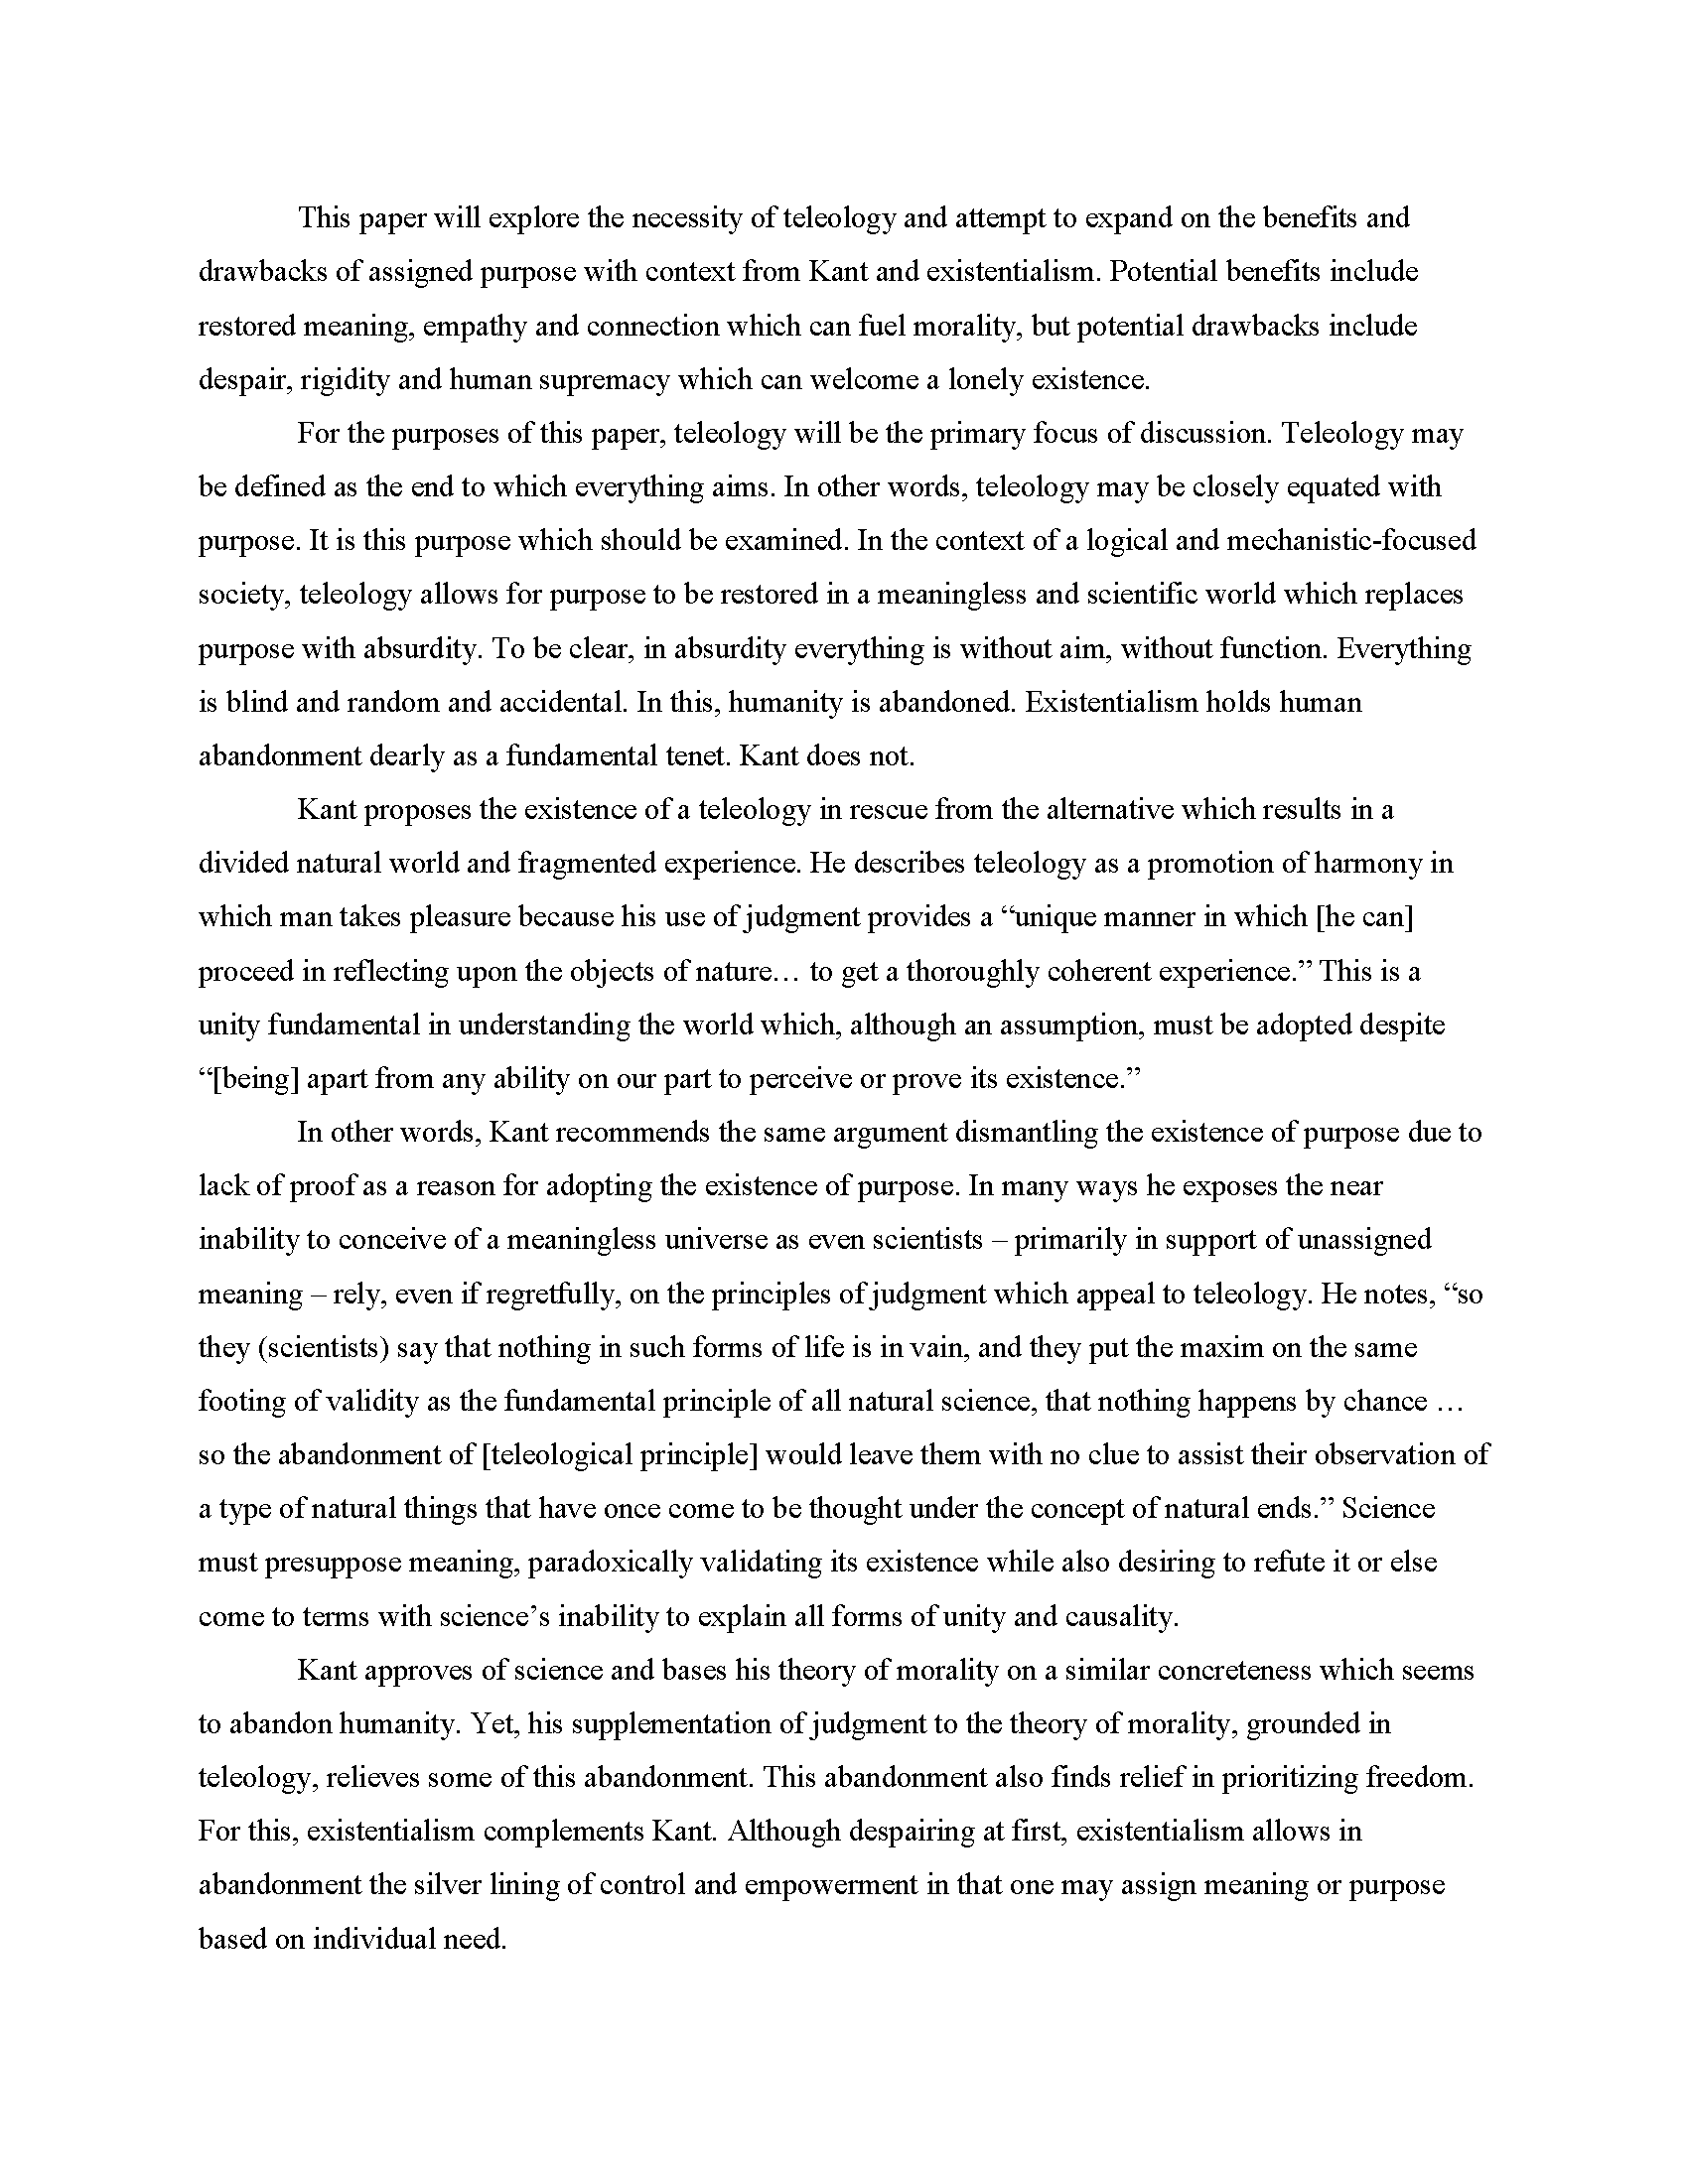 This paper will explore the necessity of teleology and attempt to expand on the benefits and
drawbacks of assigned purpose with context from Kant and existentialism. Potential benefits include
restored meaning, empathy and connection which can fuel morality, but potential drawbacks include
despair, rigidity and human supremacy which can welcome a lonely existence.
For the purposes of this paper, teleology will be the primary focus of discussion. Teleology may
be defined as the end to which everything aims. In other words, teleology may be closely equated with
purpose. It is this purpose which should be examined. In the context of a logical and mechanistic-focused
society, teleology allows for purpose to be restored in a meaningless and scientific world which replaces
purpose with absurdity. To be clear, in absurdity everything is without aim, without function. Everything
is blind and random and accidental. In this, humanity is abandoned. Existentialism holds human
abandonment dearly as a fundamental tenet. Kant does not.
Kant proposes the existence of a teleology in rescue from the alternative which results in a
divided natural world and fragmented experience. He describes teleology as a promotion of harmony in
which man takes pleasure because his use of judgment provides a “unique manner in which [he can]
proceed in reflecting upon the objects of nature… to get a thoroughly coherent experience.” This is a
unity fundamental in understanding the world which, although an assumption, must be adopted despite
“[being] apart from any ability on our part to perceive or prove its existence.”
In other words, Kant recommends the same argument dismantling the existence of purpose due to
lack of proof as a reason for adopting the existence of purpose. In many ways he exposes the near
inability to conceive of a meaningless universe as even scientists – primarily in support of unassigned
meaning – rely, even if regretfully, on the principles of judgment which appeal to teleology. He notes, “so
they (scientists) say that nothing in such forms of life is in vain, and they put the maxim on the same
footing of validity as the fundamental principle of all natural science, that nothing happens by chance …
so the abandonment of [teleological principle] would leave them with no clue to assist their observation of
a type of natural things that have once come to be thought under the concept of natural ends.” Science
must presuppose meaning, paradoxically validating its existence while also desiring to refute it or else
come to terms with science’s inability to explain all forms of unity and causality.
Kant approves of science and bases his theory of morality on a similar concreteness which seems
to abandon humanity. Yet, his supplementation of judgment to the theory of morality, grounded in
teleology, relieves some of this abandonment. This abandonment also finds relief in prioritizing freedom.
For this, existentialism complements Kant. Although despairing at first, existentialism allows in
abandonment the silver lining of control and empowerment in that one may assign meaning or purpose
based on individual need.